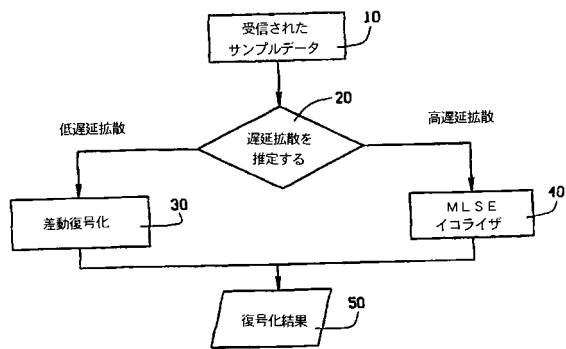 受信された
サンプルデータ
10
20
遅延拡散を
推定する
低遅延拡散
高遅延拡散
差動復号化
30
MLSE
イコライザ
40
復号化結果
50